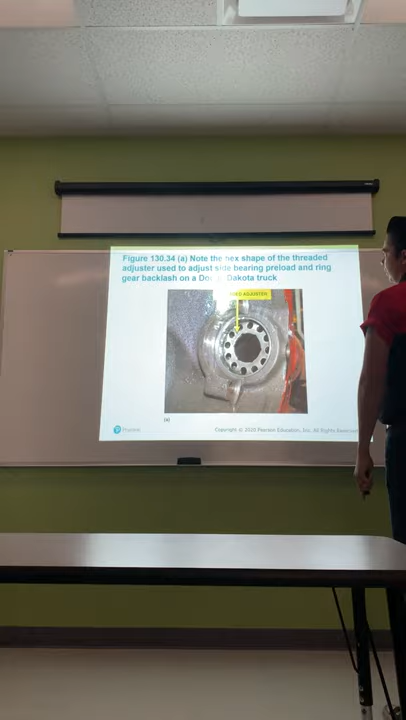 Figure 130.34 (a) Note the hex shape of the threaded
adjuster used to adjust side bearing preload and ring
gear backlash on a Dakota truck
ADJUSTER
(a)
Pearson
Copyright © 2020 Pearson Education, Inc. All Rights